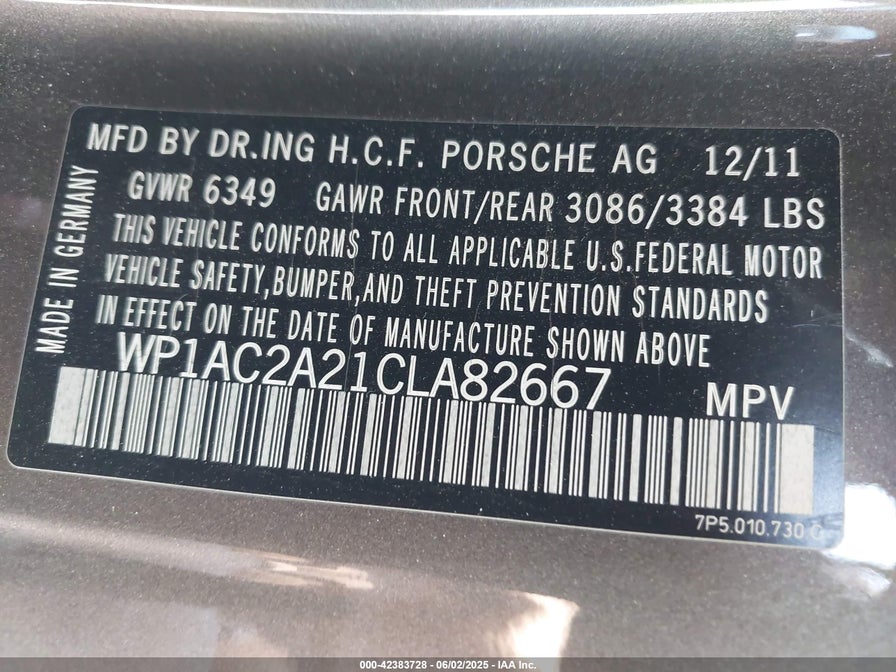 MFD BY DR.ING H.C.F. PORSCHE AG 12/11
GVWR 6349 GAWR FRONT/REAR 3086/3384 LBS
THIS VEHICLE CONFORMS TO ALL APPLICABLE U.S.FEDERAL MOTOR
VEHICLE SAFETY,BUMPER,AND THEFT PREVENTION STANDARDS
IN EFFECT ON THE DATE OF MANUFACTURE SHOWN ABOVE
MADE IN GERMANY
WP1AC2A21CLA82667 MPV
7P5.010.730 C
000-42383728 - 06/02/2025 - IAA Inc.